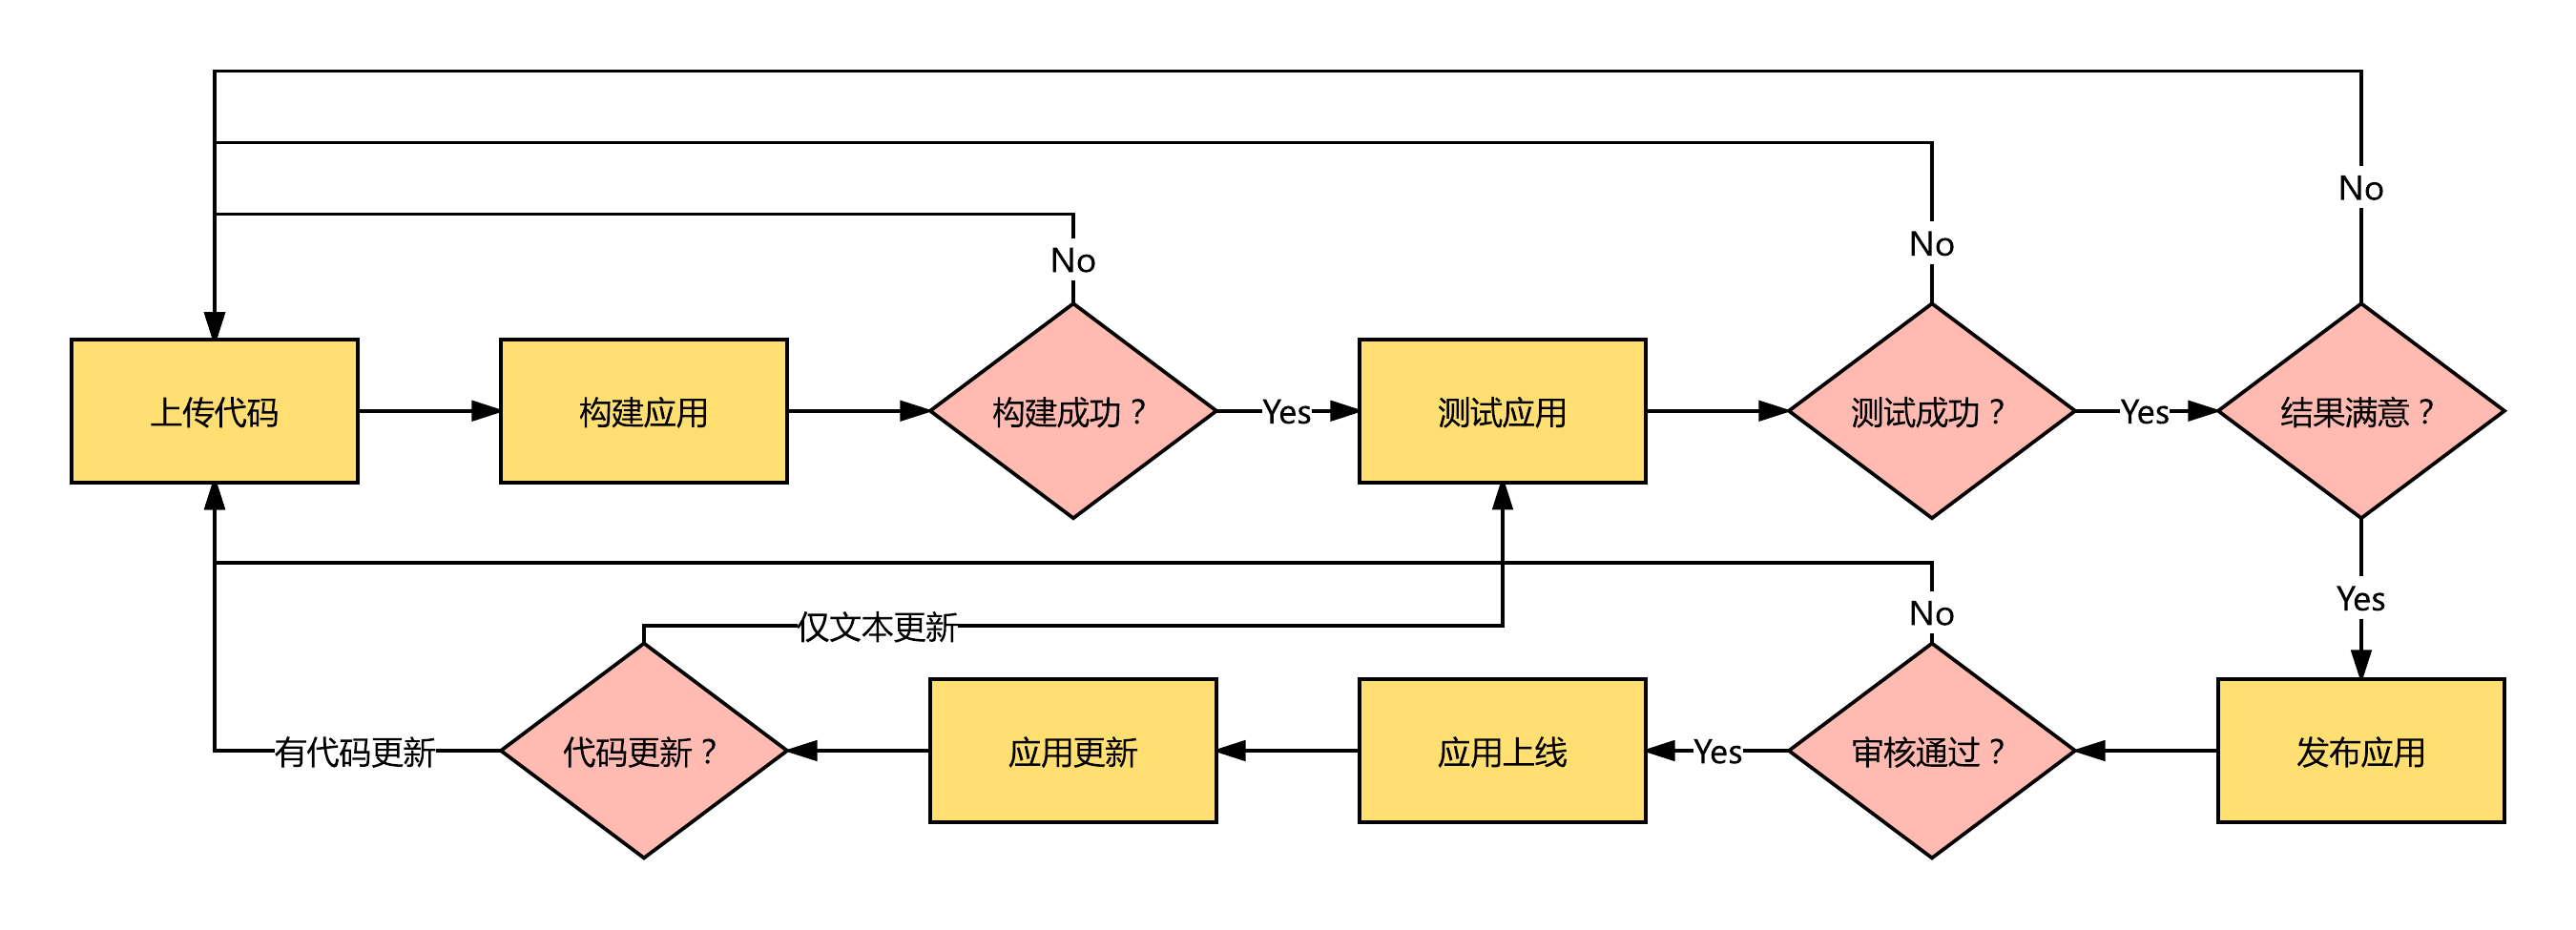 No
No
No
上传代码
构建应用
构建成功？
Yes
测试应用
测试成功？
Yes
结果满意？
Yes
No
仅文本更新
有代码更新
代码更新？
应用更新
应用上线
Yes
审核通过？
发布应用